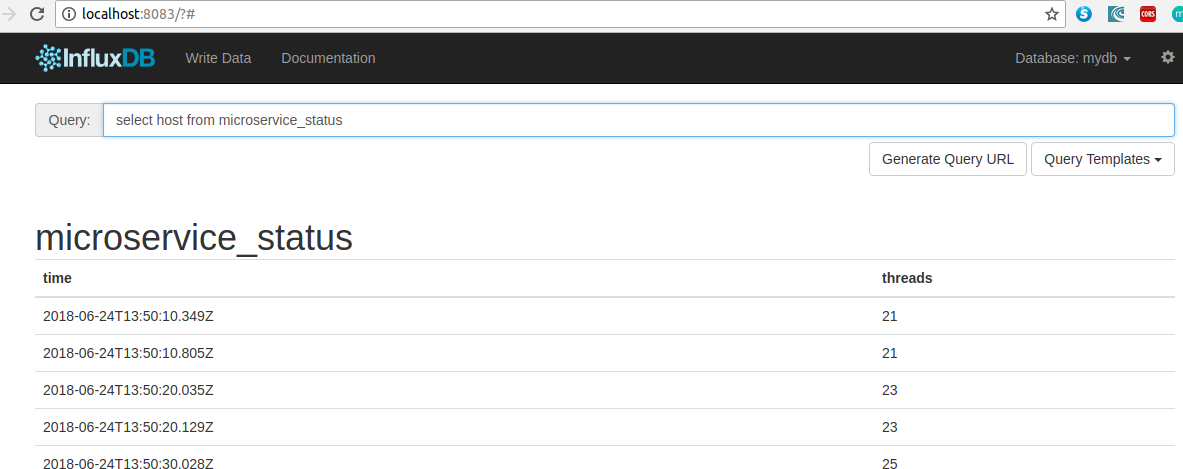 localhost:8083/?#
S CORS
InfluxDB Write Data Documentation Database: mydb
Query: select host from microservice_status
Generate Query URL Query Templates
microservice_status
time threads
2018-06-24T13:50:10.349Z 21
2018-06-24T13:50:10.805Z 21
2018-06-24T13:50:20.035Z 23
2018-06-24T13:50:20.129Z 23
2018-06-24T13:50:30.028Z 25